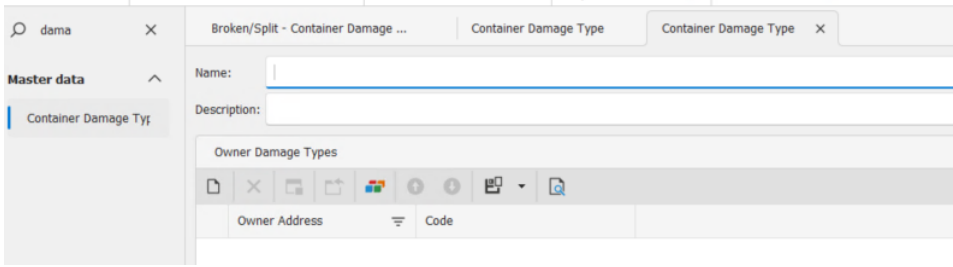 dama
Master data
Container Damage Typ
Broken/Split - Container Damage ...
Container Damage Type
Container Damage Type
Name:
Description:
Owner Damage Types
Owner Address
Code